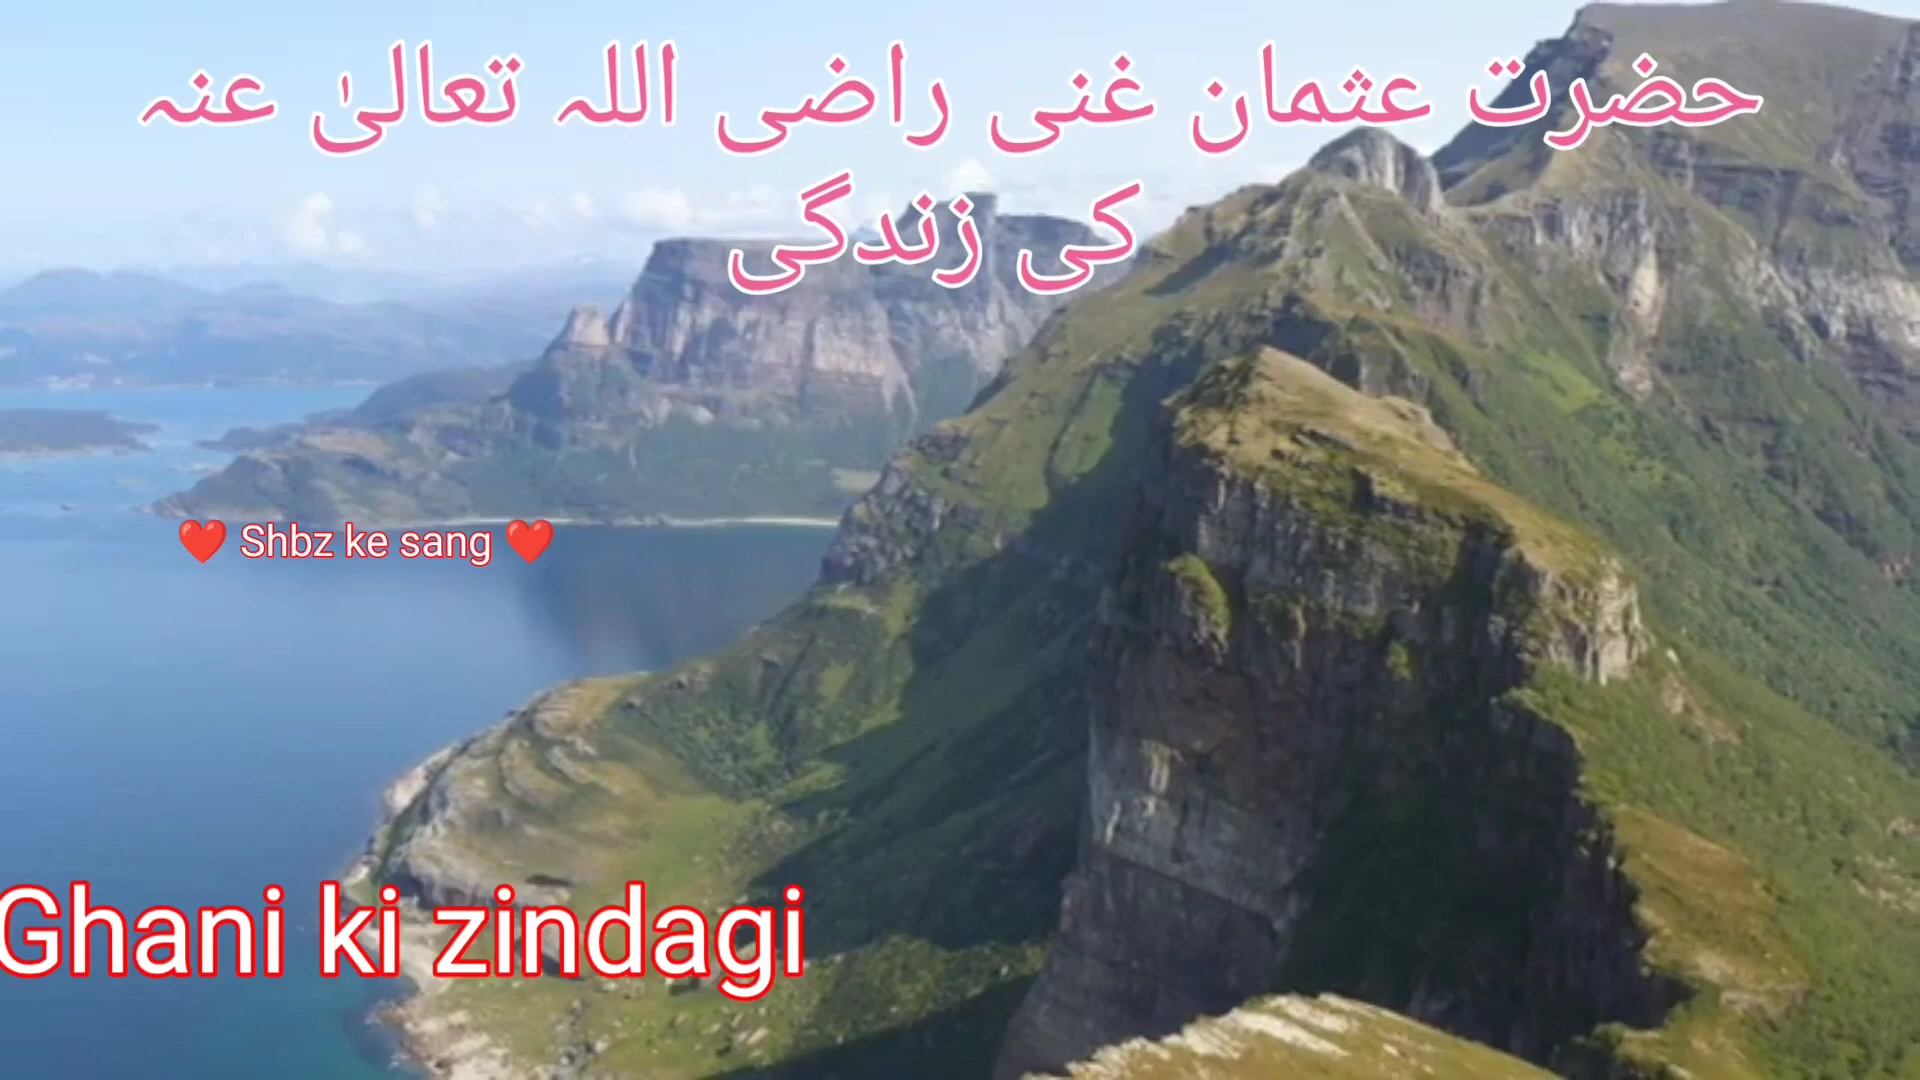 حضرت عثمان غنی راضی اللہ تعالیٰ عنہ
کی زندگی
❤️ Shbz ke sang ❤️
Ghani ki zindagi